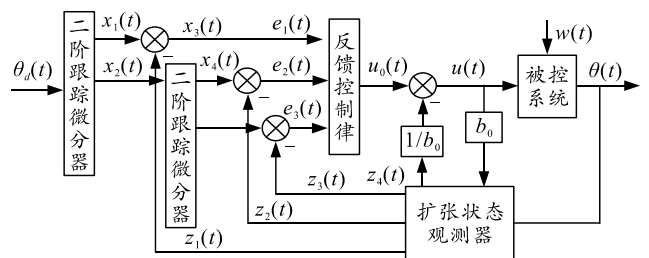 θd(t)
二阶跟踪微分器
x1(t)
x2(t)
x3(t)
−
二阶跟踪微分器
x4(t)
−
−
e1(t)
e2(t)
e3(t)
反馈控制律
u0(t)
−
u(t)
w(t)
被控系统
θ(t)
1/b0
b0
z3(t)
z4(t)
z2(t)
z1(t)
扩张状态
观测器